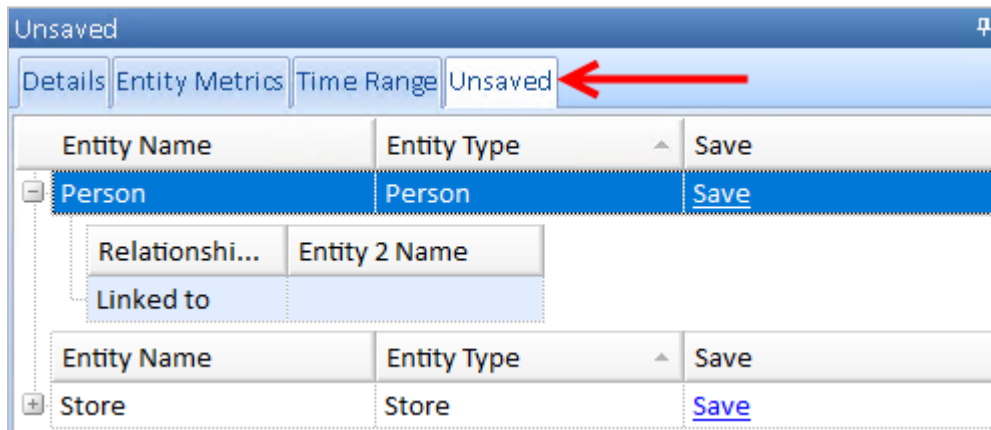 Unsaved
Details Entity Metrics Time Range Unsaved
Entity Name Entity Type Save
Person Person Save
Relationshi... Entity 2 Name
Linked to
Entity Name Entity Type Save
Store Store Save